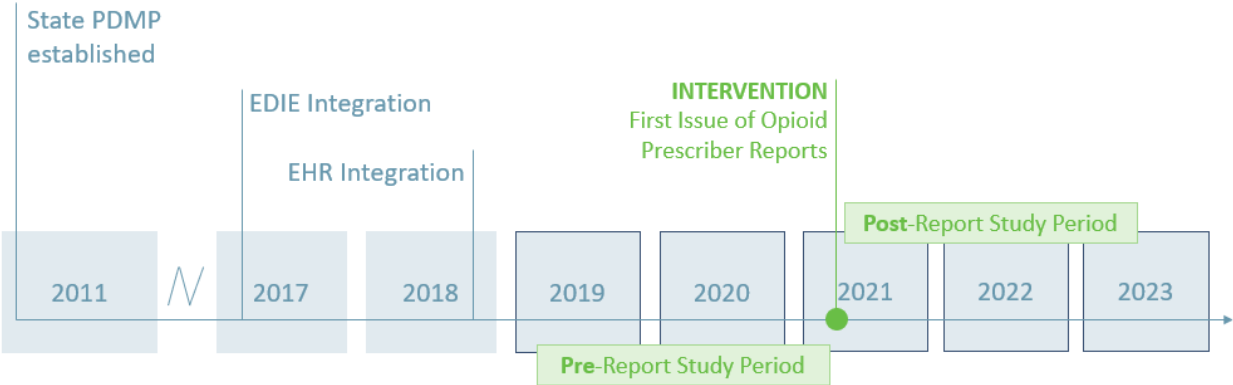 State PDMP
established
EDIE Integration
EHR Integration
INTERVENTION
First Issue of Opioid
Prescriber Reports
Post-Report Study Period
2011
2017
2018
2019
2020
2021
2022
2023
Pre-Report Study Period